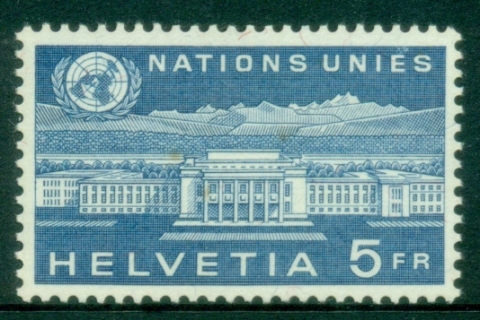 NATIONS UNIES
HELVETIA 5 FR